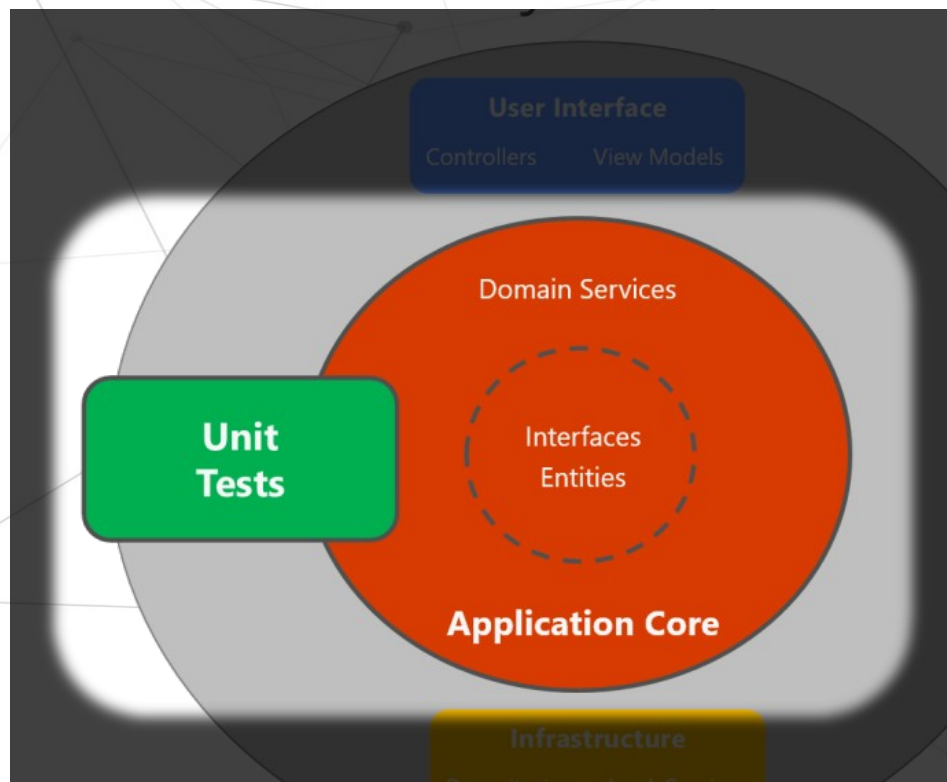 User Interface
Controllers View Models
Domain Services
Unit
Tests
Interfaces
Entities
Application Core
Infrastructure